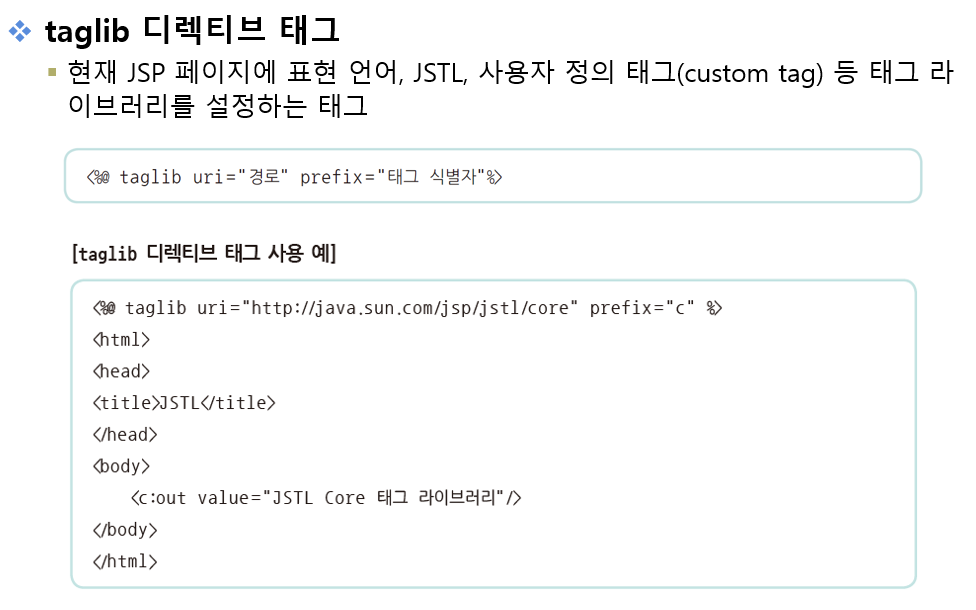 taglib 디렉티브 태그
현재 JSP 페이지에 표현 언어, JSTL, 사용자 정의 태그(custom tag) 등 태그 라
이브러리를 설정하는 태그
<%@ taglib uri="경로" prefix="태그 식별자"%>
[taglib 디렉티브 태그 사용 예]
<%@ taglib uri="http://java.sun.com/jsp/jstl/core" prefix="c" %>
<html>
<head>
<title>JSTL</title>
</head>
<body>
    <c:out value="JSTL Core 태그 라이브러리"/>
</body>
</html>